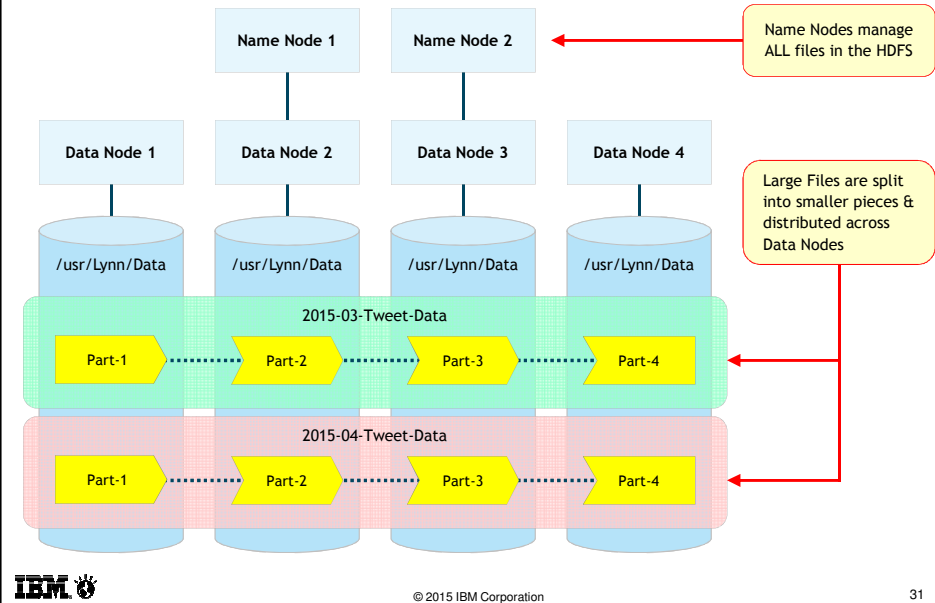 Name Node 1
Name Node 2
Name Nodes manage
ALL files in the HDFS
Data Node 1
Data Node 2
Data Node 3
Data Node 4
Large Files are split
into smaller pieces &
distributed across
Data Nodes
/usr/Lynn/Data
/usr/Lynn/Data
/usr/Lynn/Data
/usr/Lynn/Data
2015-03-Tweet-Data
Part-1
Part-2
Part-3
Part-4
2015-04-Tweet-Data
Part-1
Part-2
Part-3
Part-4
IBM
© 2015 IBM Corporation
31